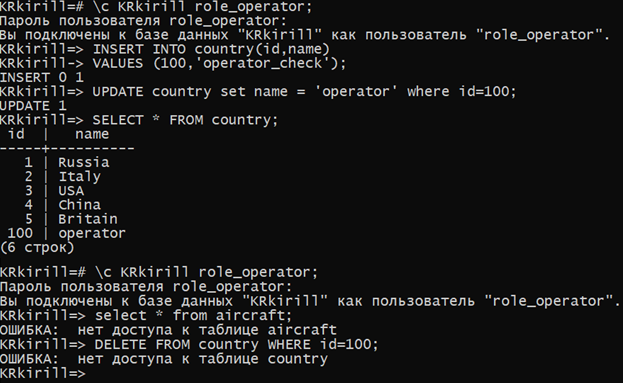 KRkirill=# \c KRkirill role_operator;
Пароль пользователя role_operator:
Вы подключены к базе данных "KRkirill" как пользователь "role_operator".
KRkirill=> INSERT INTO country(id,name)
KRkirill-> VALUES (100,'operator_check');
INSERT 0 1
KRkirill=> UPDATE country set name = 'operator' where id=100;
UPDATE 1
KRkirill=> SELECT * FROM country;
 id  |   name
-----+----------
   1 | Russia
   2 | Italy
   3 | USA
   4 | China
   5 | Britain
 100 | operator
(6 строк)
KRkirill=# \c KRkirill role_operator;
Пароль пользователя role_operator:
Вы подключены к базе данных "KRkirill" как пользователь "role_operator".
KRkirill=> select * from aircraft;
ОШИБКА:  нет доступа к таблице aircraft
KRkirill=> DELETE FROM country WHERE id=100;
ОШИБКА:  нет доступа к таблице country
KRkirill=>